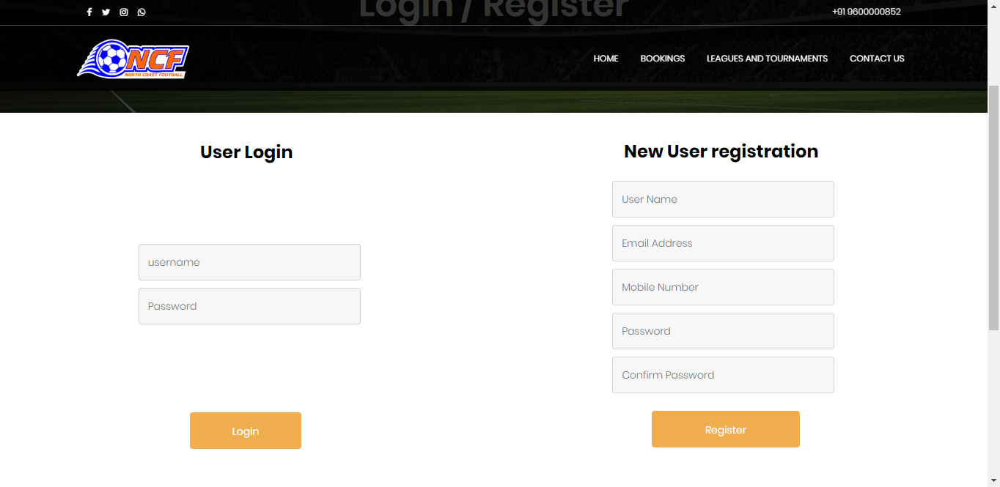 Login / Register
+91 9600000852
NCF
NORTH COAST FOOTBALL
HOME BOOKINGS LEAGUES AND TOURNAMENTS CONTACT US
User Login
username
Password
Login
New User registration
User Name
Email Address
Mobile Number
Password
Confirm Password
Register